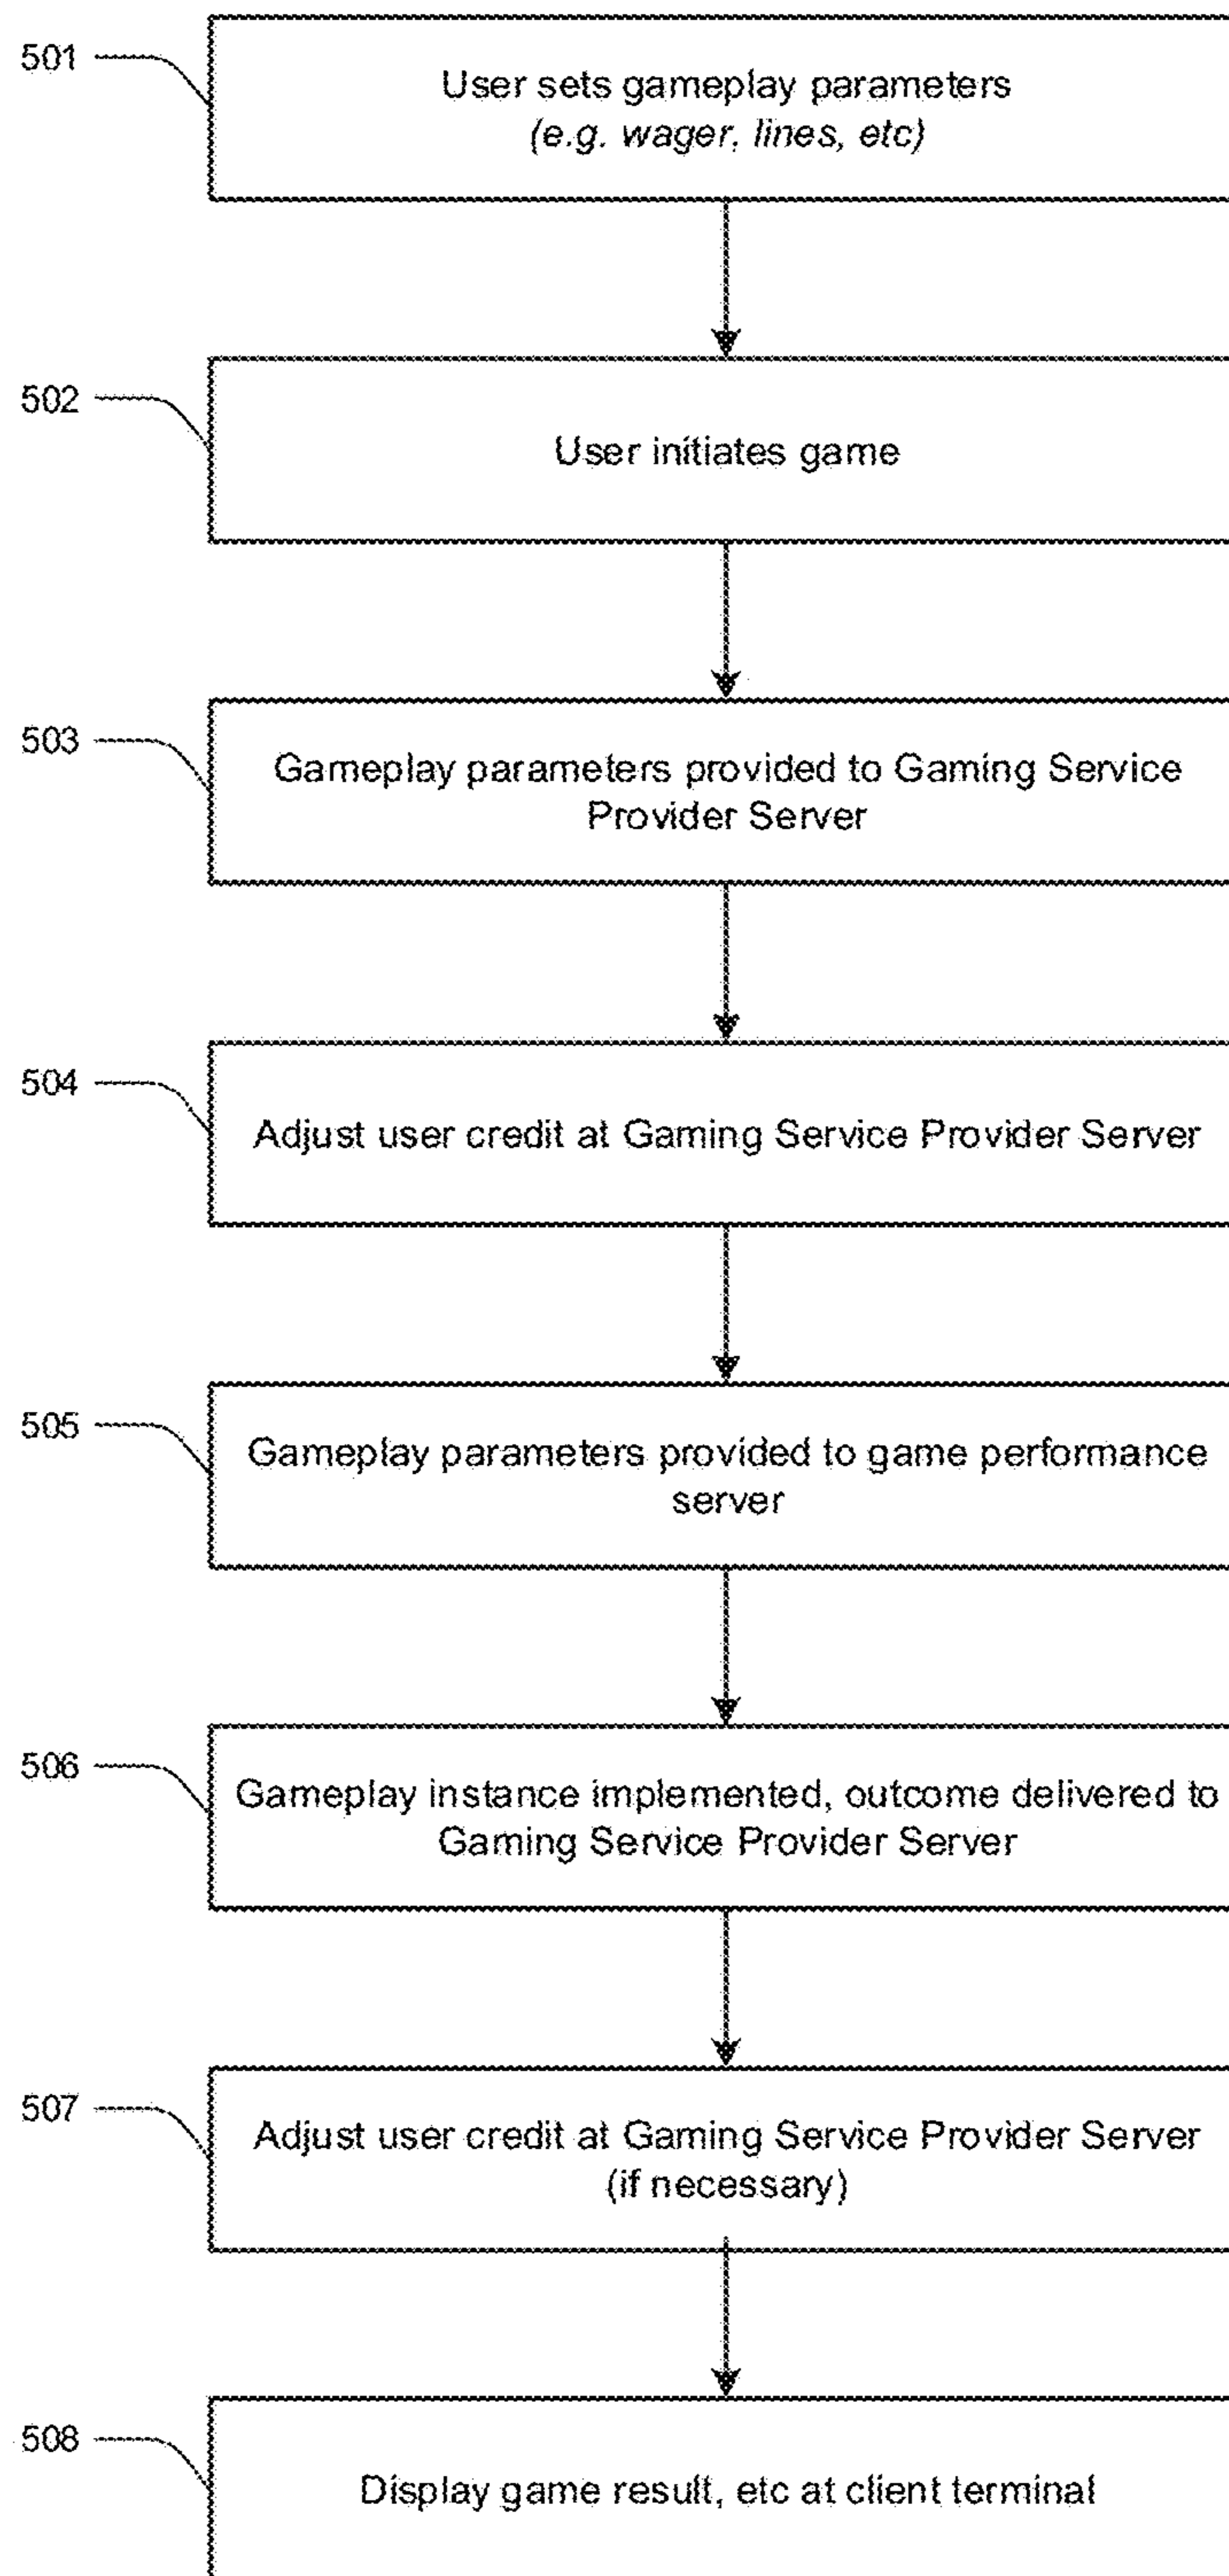 501
User sets gameplay parameters
(e.g. wager, lines, etc)
502
User initiates game
503
Gameplay parameters provided to Gaming Service
Provider Server
504
Adjust user credit at Gaming Service Provider Server
505
Gameplay parameters provided to game performance
server
506
Gameplay instance implemented, outcome delivered to
Gaming Service Provider Server
507
Adjust user credit at Gaming Service Provider Server
(if necessary)
508
Display game result, etc at client terminal